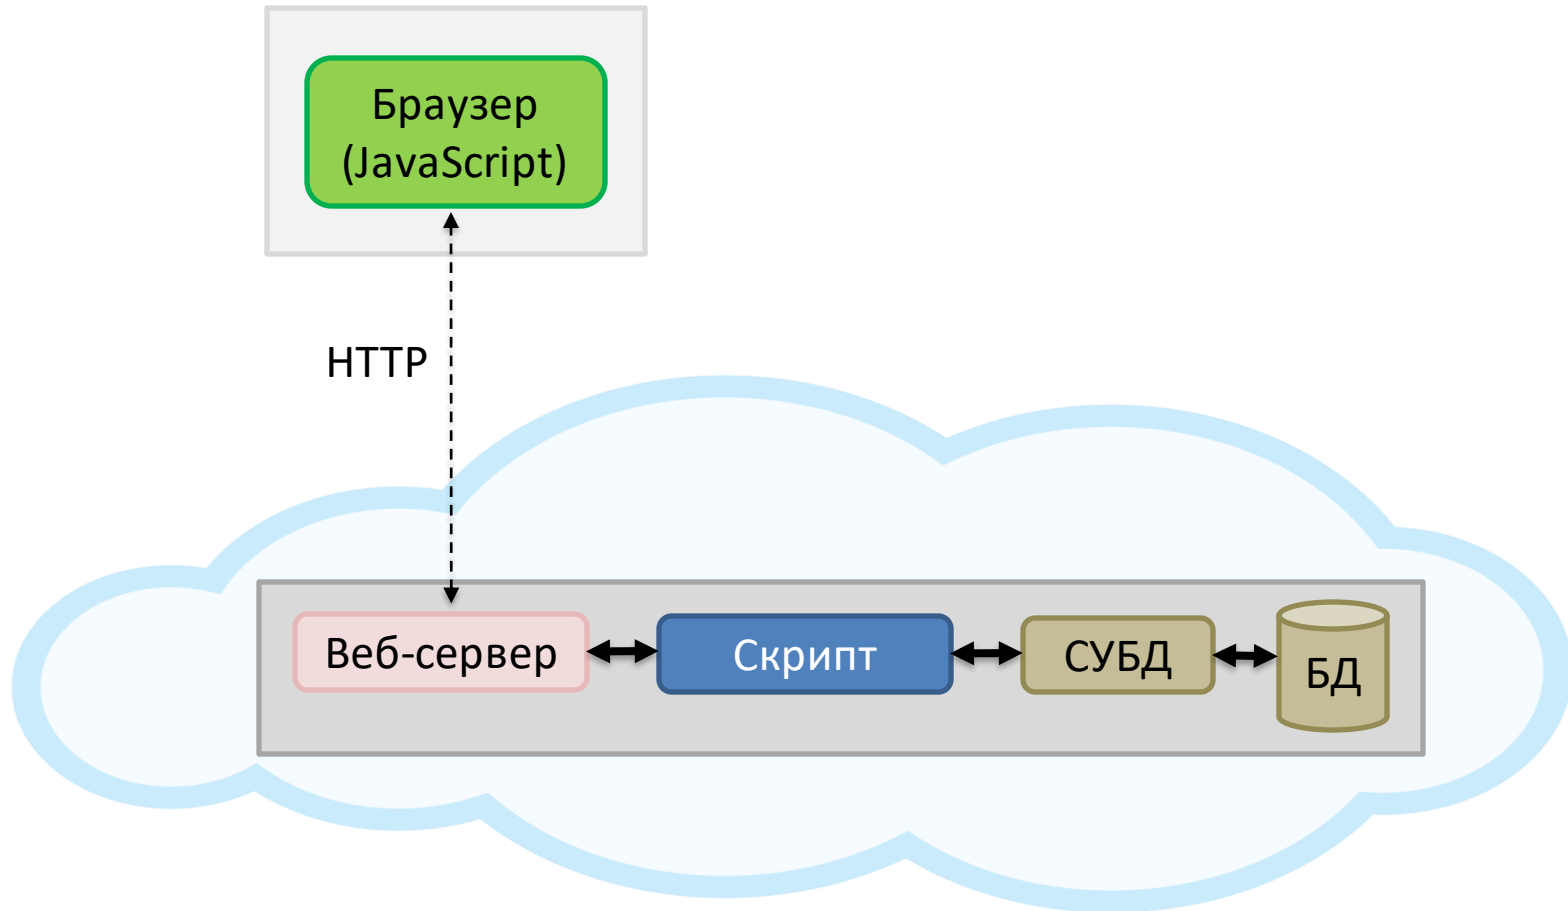 Браузер
(JavaScript)
HTTP
Веб-сервер
Скрипт
СУБД
БД